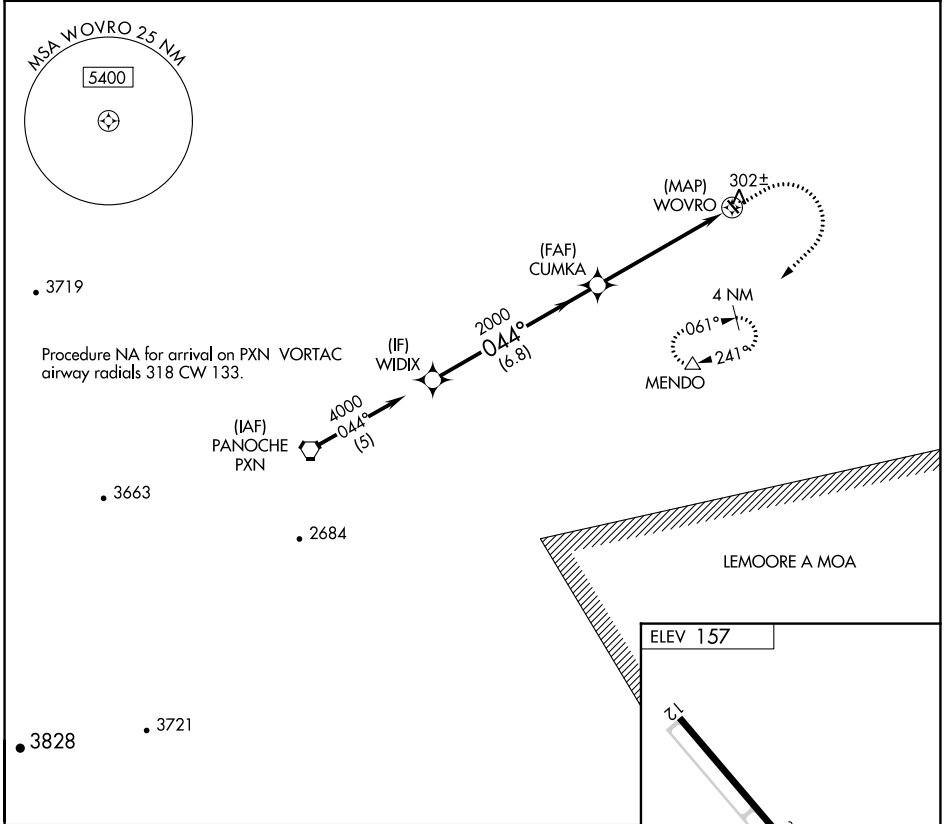 MSA WOVRO 25 NM
5400
302±
(MAP)
WOVRO
(FAF)
CUMKA
3719
4 NM
2000
044°
(6.8)
061°
241°
MENDO
Procedure NA for arrival on PXN VORTAC
airway radials 318 CW 133.
(IF)
WIDIX
4000
044°
(5)
(IAF)
PANOCHE
PXN
3663
2684
LEMOORE A MOA
ELEV 157
12
3721
3828